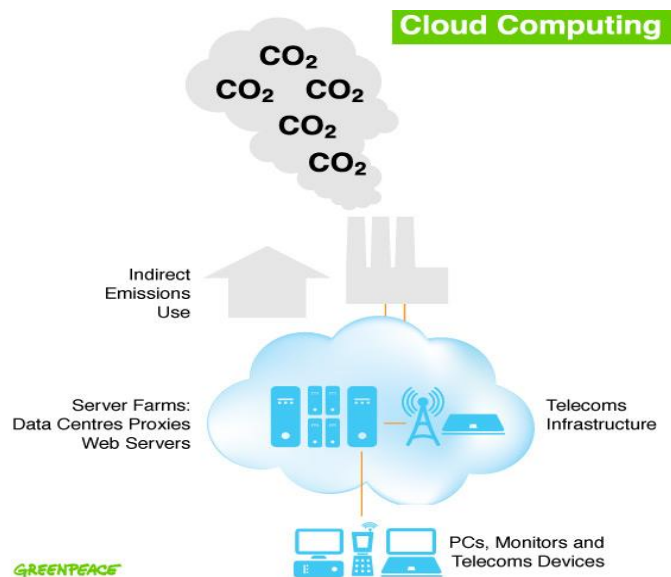 Cloud Computing
CO₂
CO₂ CO₂
CO₂
CO₂
Indirect
Emissions
Use
Server Farms:
Data Centres Proxies
Web Servers
Telecoms
Infrastructure
E
PCs, Monitors and
Telecoms Devices
GREENPEACE